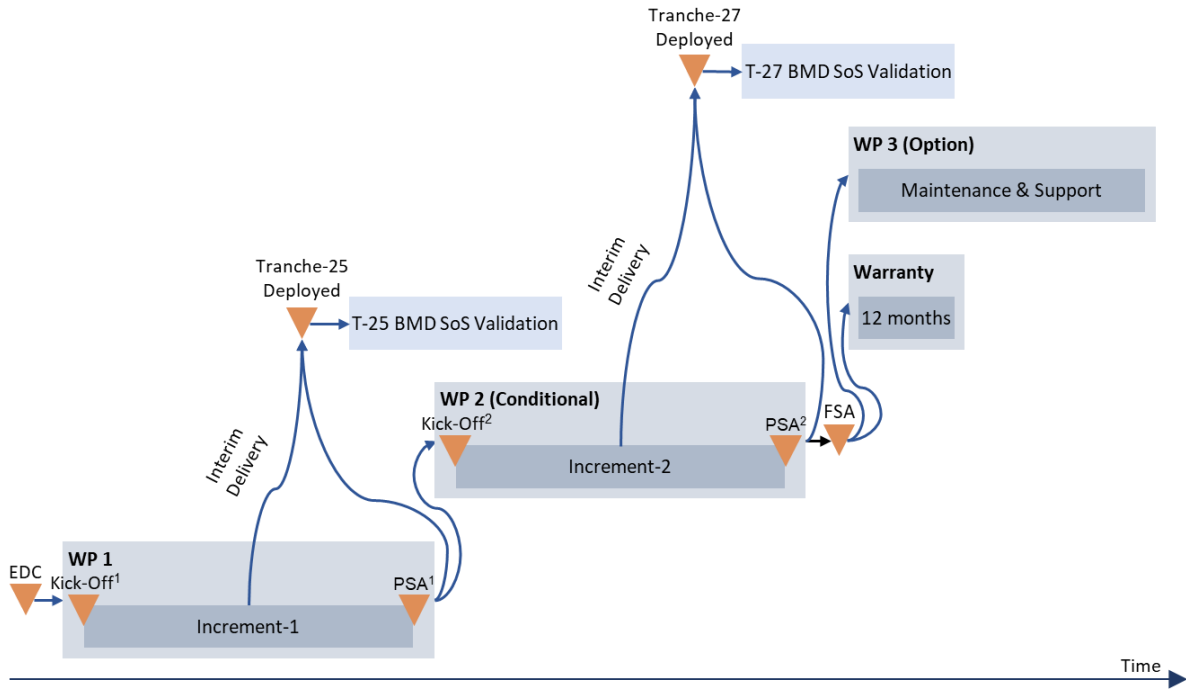 Tranche-27
Deployed
T-27 BMD SoS Validation
WP 3 (Option)
Maintenance & Support
Interim
Delivery
Warranty
12 months
Tranche-25
Deployed
T-25 BMD SoS Validation
WP 2 (Conditional)
Kick-Off²
PSA²
FSA
Increment-2
Interim
Delivery
WP 1
EDC
Kick-Off¹
PSA¹
Increment-1
Time